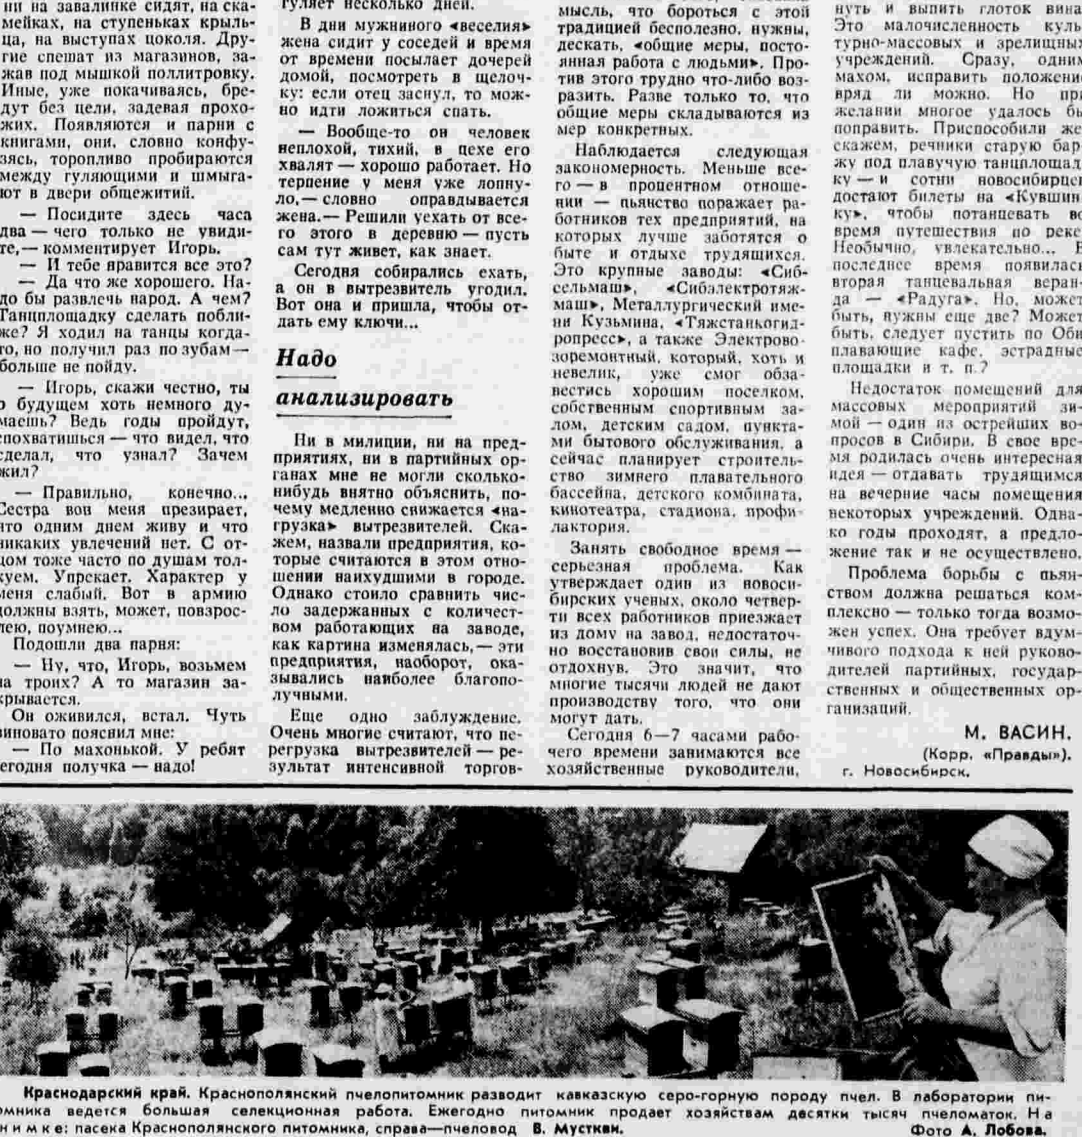 ни на завалинке сидят, на ска-
мейках, на ступеньках крыль-
ца, на выступах цоколя. Дру-
гие спешат из магазинов, за-
жав под мышкой поллитровку.
Иные, уже покачиваясь, бре-
дут без цели, задевая прохо-
жих. Появляются и парни с
книгами, они, словно конфу-
зясь, торопливо пробираются
между гуляющими и шмыга-
ют в двери общежитий.
— Посидите здесь часа
два — чего только не увиди-
те,— комментирует Игорь.
— И тебе нравится все это?
— Да что же хорошего. На-
до бы развлечь народ. А чем?
Танцплощадку сделать побли-
же? Я ходил на танцы когда-
то, но получил раз по зубам —
больше не пойду.
— Игорь, скажи честно, ты
о будущем хоть немного ду-
маешь? Ведь годы пройдут,
спохватишься — что видел, что
сделал, что узнал? Зачем
жил?
— Правильно, конечно...
Сестра вон меня презирает,
что одним днем живу и что
никаких увлечений нет. С от-
цом тоже часто по душам тол-
куем. Упрекает. Характер у
меня слабый. Вот в армию
должны взять, может, повзрос-
лею, поумнею...
Подошли два парня:
— Ну, что, Игорь, возьмем
на троих? А то магазин за-
крывается.
Он оживился, встал. Чуть
виновато пояснил мне:
— По махонькой. У ребят
сегодня получка — надо!
гуляет несколько дней.
В дни мужниного «веселия»
жена сидит у соседей и время
от времени посылает дочерей
домой, посмотреть в щелоч-
ку: если отец заснул, то мож-
но идти ложиться спать.
— Вообще-то он человек
неплохой, тихий, в цехе его
хвалят — хорошо работает. Но
терпение у меня уже лопну-
ло,— словно оправдывается
жена.— Решили уехать от все-
го этого в деревню — пусть
сам тут живет, как знает.
Сегодня собирались ехать,
а он в вытрезвитель угодил.
Вот она и пришла, чтобы от-
дать ему ключи...
Надо
анализировать
Ни в милиции, ни на пред-
приятиях, ни в партийных ор-
ганах мне не могли сколько-
нибудь внятно объяснить, по-
чему медленно снижается «на-
грузка» вытрезвителей. Ска-
жем, назвали предприятия, ко-
торые считаются в этом отно-
шении наихудшими в городе.
Однако стоило сравнить чис-
ло задержанных с количест-
вом работающих на заводе,
как картина изменялась,— эти
предприятия, наоборот, ока-
зывались наиболее благопо-
лучными.
Еще одно заблуждение.
Очень многие считают, что пе-
регрузка вытрезвителей — ре-
зультат интенсивной торгов-
мысль, что бороться с этой
традицией бесполезно, нужны,
дескать, «общие меры, посто-
янная работа с людьми». Про-
тив этого трудно что-либо воз-
разить. Разве только то, что
общие меры складываются из
мер конкретных.
Наблюдается следующая
закономерность. Меньше все-
го — в процентном отноше-
нии — пьянство поражает ра-
ботников тех предприятий, на
которых лучше заботятся о
быте и отдыхе трудящихся.
Это крупные заводы: «Сиб-
сельмаш», «Сибэлектротяж-
маш», Металлургический име-
ни Кузьмина, «Тяжстанкогид-
ропресс», а также Электрово-
зоремонтный, который, хоть и
невелик, уже смог обза-
вестись хорошим поселком,
собственным спортивным за-
лом, детским садом, пункта-
ми бытового обслуживания, а
сейчас планирует строитель-
ство зимнего плавательного
бассейна, детского комбината,
кинотеатра, стадиона, профи-
лактория.
Занять свободное время —
серьезная проблема. Как
утверждает один из новоси-
бирских ученых, около четвер-
ти всех работников приезжает
из дому на завод, недостаточ-
но восстановив свои силы, не
отдохнув. Это значит, что
многие тысячи людей не дают
производству того, что они
могут дать.
Сегодня 6—7 часами рабо-
чего времени занимаются все
хозяйственные руководители,
нуть и выпить глоток вина.
Это малочисленность куль-
турно-массовых и зрелищных
учреждений. Сразу, одним
махом, исправить положение
вряд ли можно. Но при
желании многое удалось бы
поправить. Приспособили же,
скажем, речники старую бар-
жу под плавучую танцплощад-
ку — и сотни новосибирцев
достают билеты на «Кувшин-
ку», чтобы потанцевать во
время путешествия по реке.
Необычно, увлекательно... В
последнее время появилась
вторая танцевальная веран-
да — «Радуга». Но, может
быть, нужны еще две? Может
быть, следует пустить по Оби
плавающие кафе, эстрадные
площадки и т. п.?
Недостаток помещений для
массовых мероприятий зи-
мой — один из острейших во-
просов в Сибири. В свое вре-
мя родилась очень интересная
идея — отдавать трудящимся
на вечерние часы помещения
некоторых учреждений. Одна-
ко годы проходят, а предло-
жение так и не осуществлено.
Проблема борьбы с пьян-
ством должна решаться ком-
плексно — только тогда возмо-
жен успех. Она требует вдум-
чивого подхода к ней руково-
дителей партийных, государ-
ственных и общественных ор-
ганизаций.
М. ВАСИН.
(Корр. «Правды»).
г. Новосибирск.
Краснодарский край. Краснополянский пчелопитомник разводит кавказскую серо-горную породу пчел. В лаборатории пи-
омника ведется большая селекционная работа. Ежегодно питомник продает хозяйствам десятки тысяч пчеломаток. На
нимке: пасека Краснополянского питомника, справа—пчеловод В. Мусткви.
Фото А. Лобова.